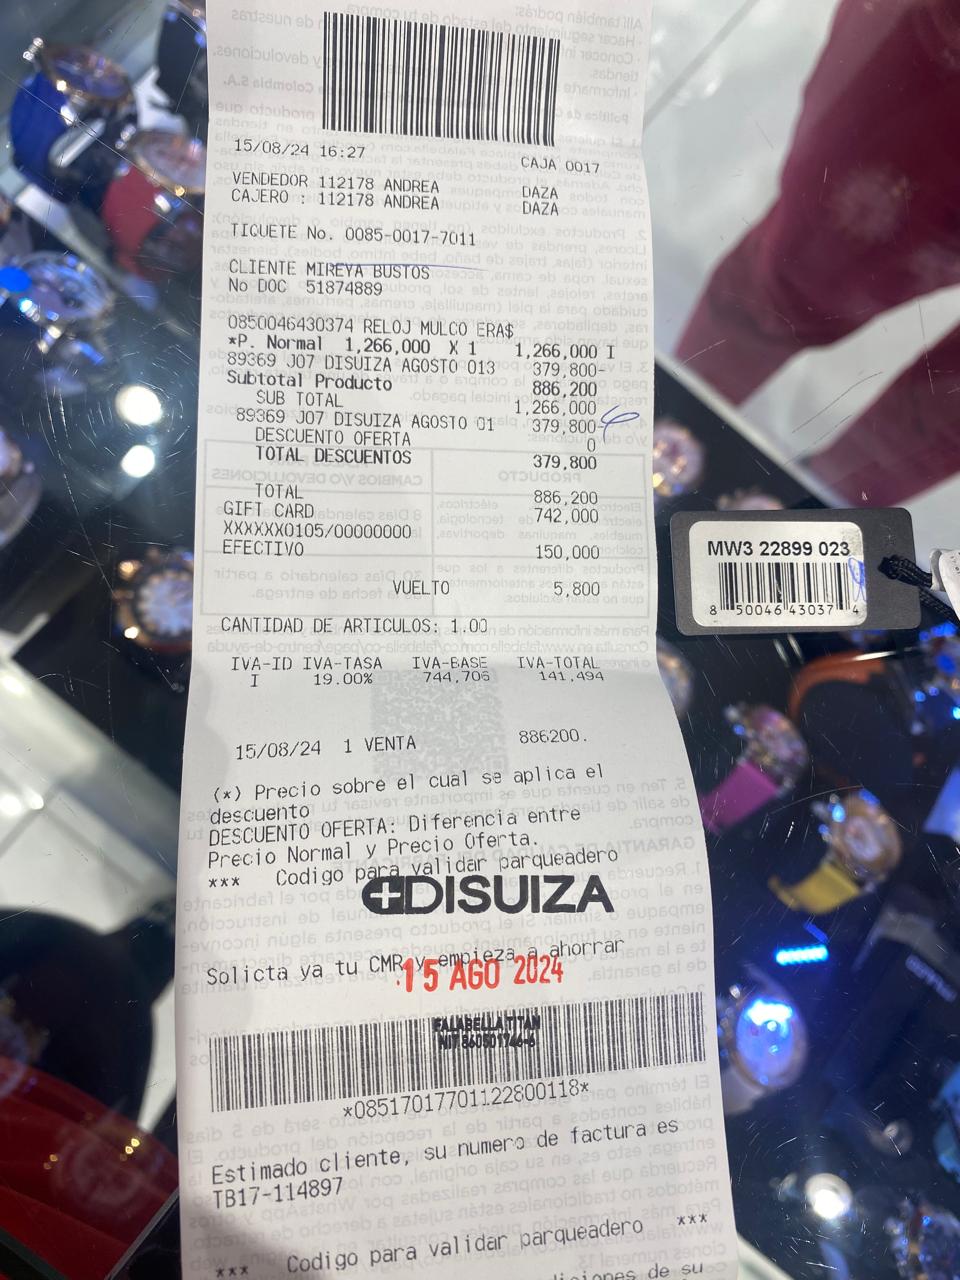 15/08/24 16:27 CAJA 0017
VENDEDOR 112178 ANDREA DAZA
CAJERO : 112178 ANDREA DAZA
TIQUETE No. 0085-0017-7011
CLIENTE MIREYA BUSTOS
No DOC 51874889
0850046430374 RELOJ MULCO ERA$
*P. Normal 1,266,000 X 1 1,266,000 I
89369 J07 DISUIZA AGOSTO 013 379,800-
Subtotal Producto 886,200
SUB TOTAL 1,266,000
89369 J07 DISUIZA AGOSTO 01 379,800-
DESCUENTO OFERTA 0
TOTAL DESCUENTOS 379,800
TOTAL 886,200
GIFT CARD 742,000
XXXXXX0105/00000000
EFECTIVO 150,000
VUELTO 5,800
CANTIDAD DE ARTICULOS: 1.00
IVA-ID IVA-TASA IVA-BASE IVA-TOTAL
I 19.00% 744,706 141,494
15/08/24 1 VENTA 886200.
(*) Precio sobre el cual se aplica el
descuento
DESCUENTO OFERTA: Diferencia entre
Precio Normal y Precio Oferta.
*** Codigo para validar parqueadero
DISUIZA
Solicta ya tu CMR y empieza a ahorrar
15 AGO 2024
FALABELLA TITAN
NIT
*08517017701122800118*
Estimado cliente, su numero de factura es
TB17-114897
*** Codigo para validar parqueadero ***
diciones de su
MW3 22899 023
8 50046 43037 4